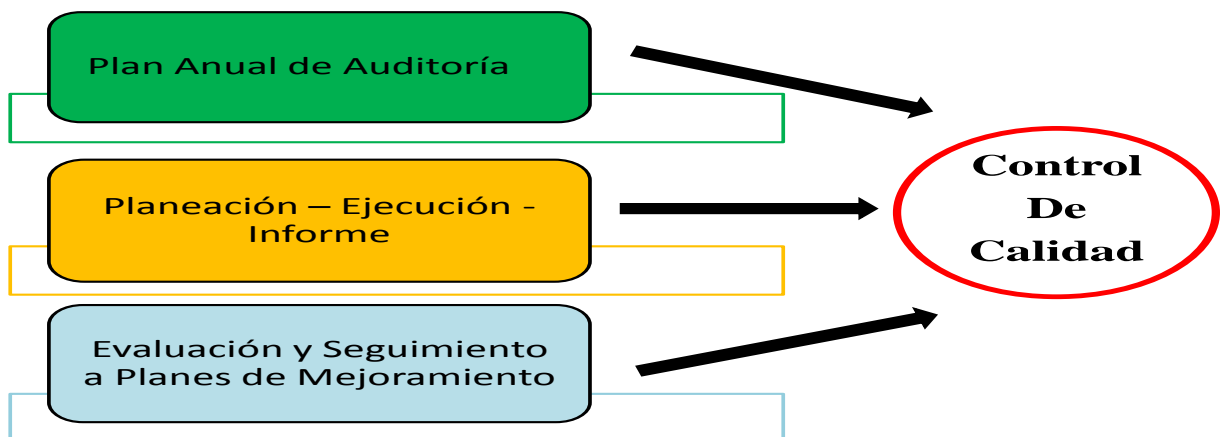 Plan Anual de Auditoría
Planeación – Ejecución -
Informe
Evaluación y Seguimiento
a Planes de Mejoramiento
Control
De
Calidad